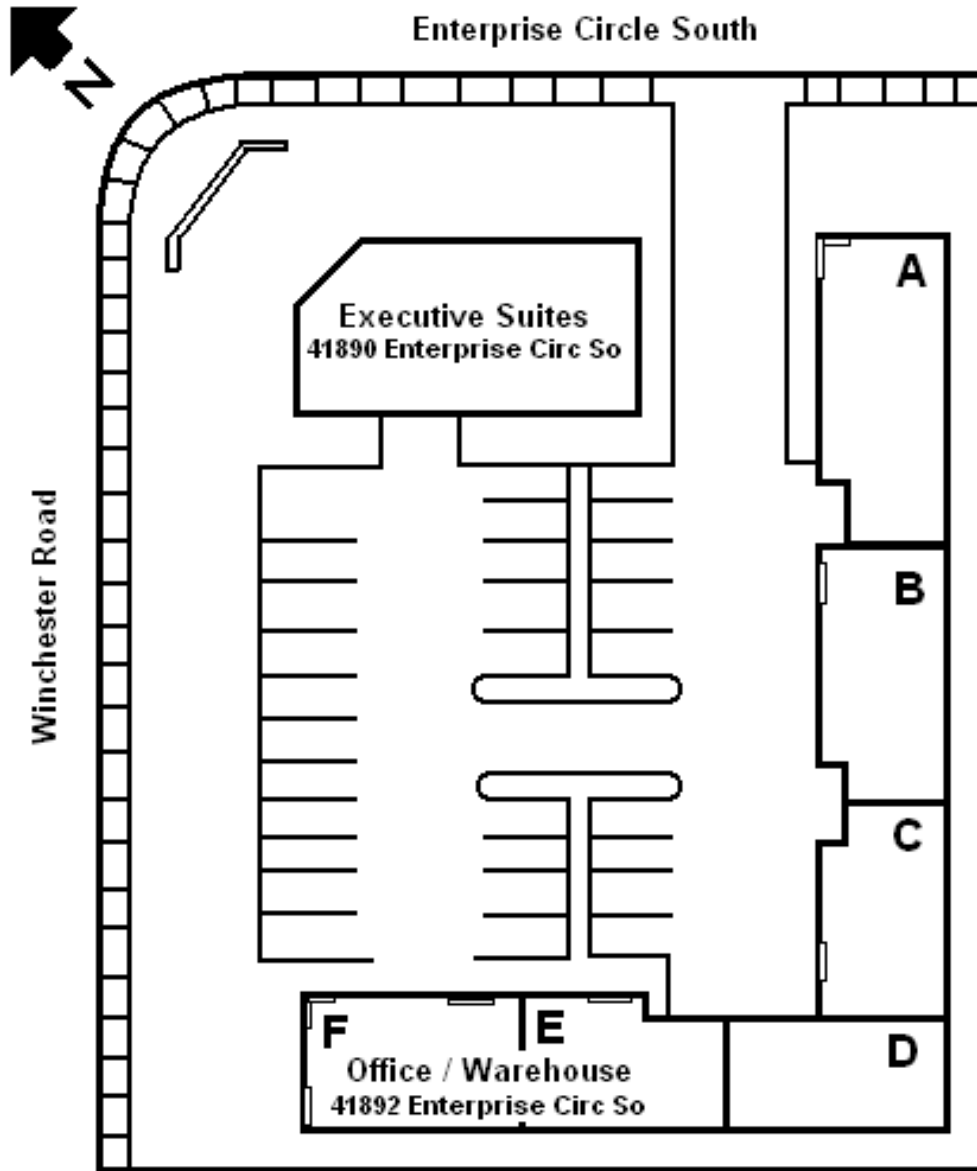 Enterprise Circle South
N
A
Executive Suites
41890 Enterprise Circ So
Winchester Road
B
C
F
E
D
Office / Warehouse
41892 Enterprise Circ So